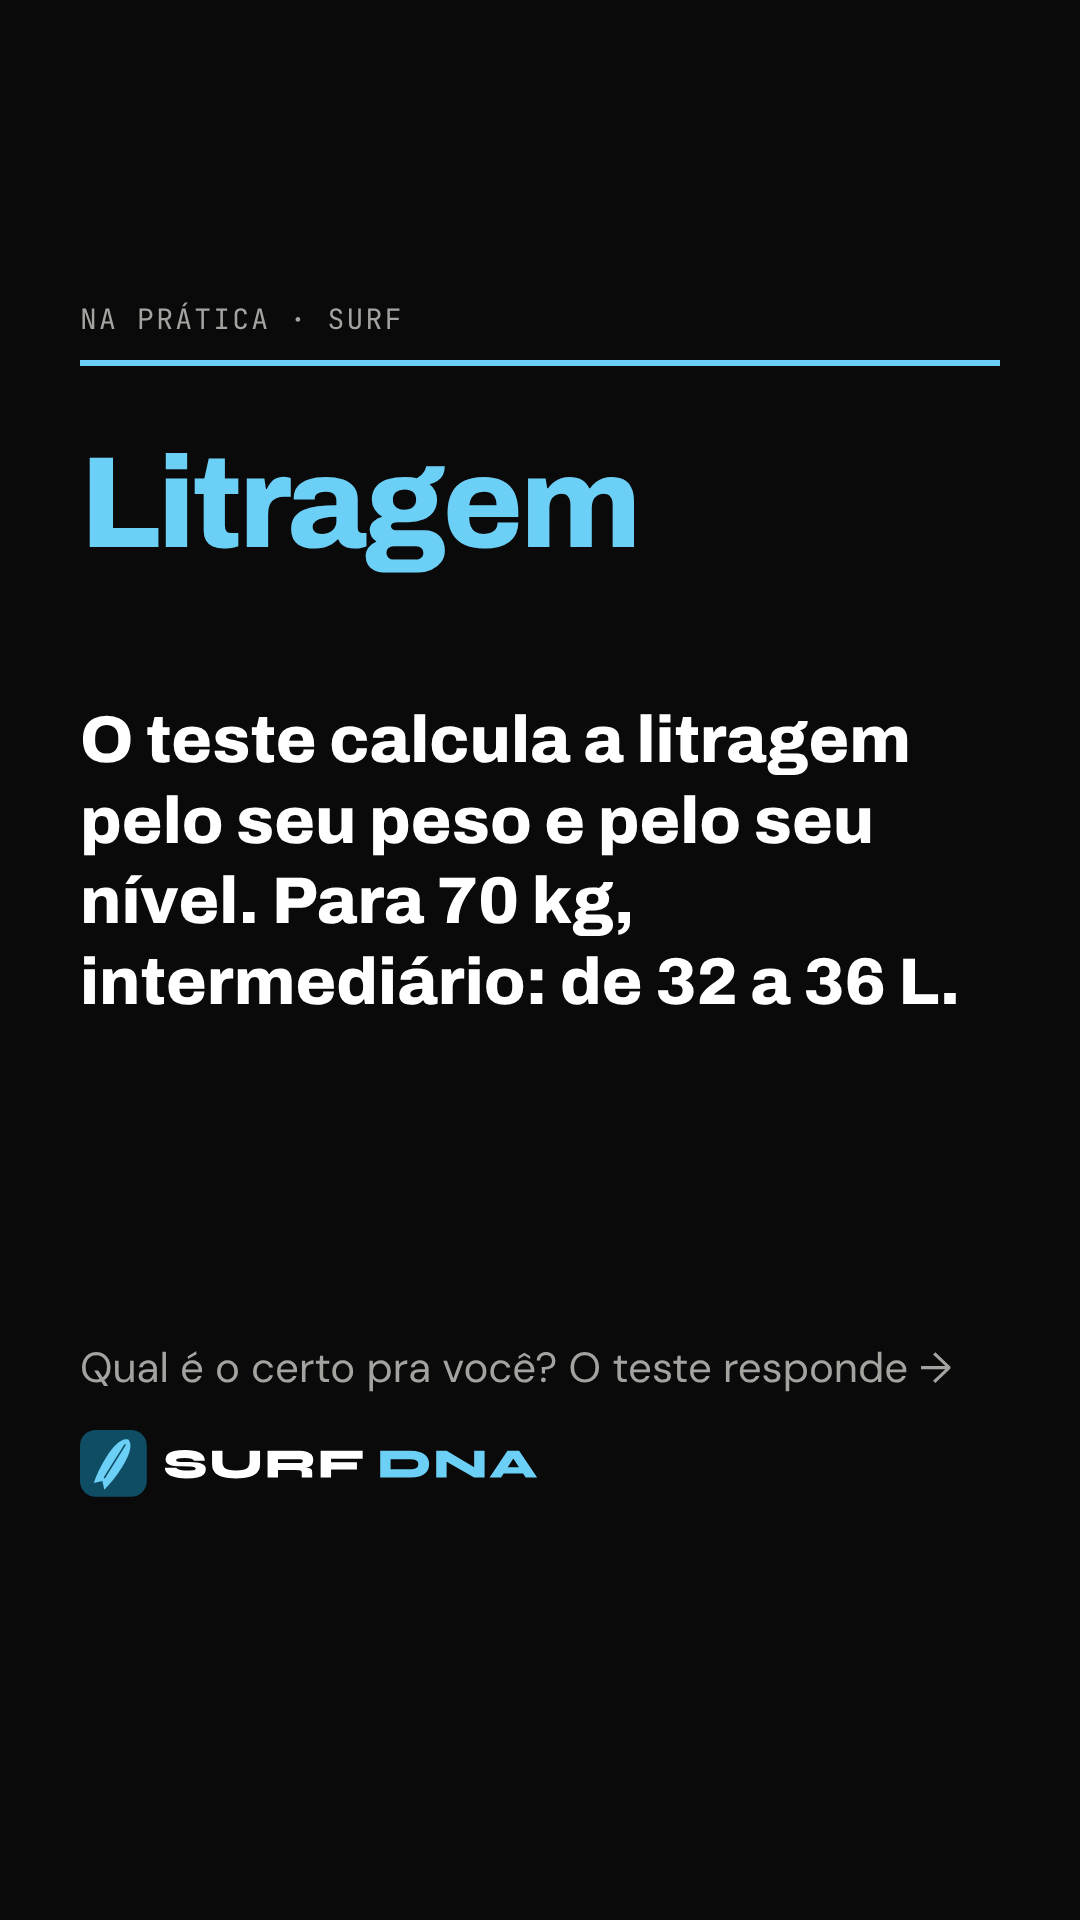 NA PRÁTICA · SURF
Litragem
O teste calcula a litragem
pelo seu peso e pelo seu
nível. Para 70 kg,
intermediário: de 32 a 36 L.
Qual é o certo pra você? O teste responde →
SURF DNA